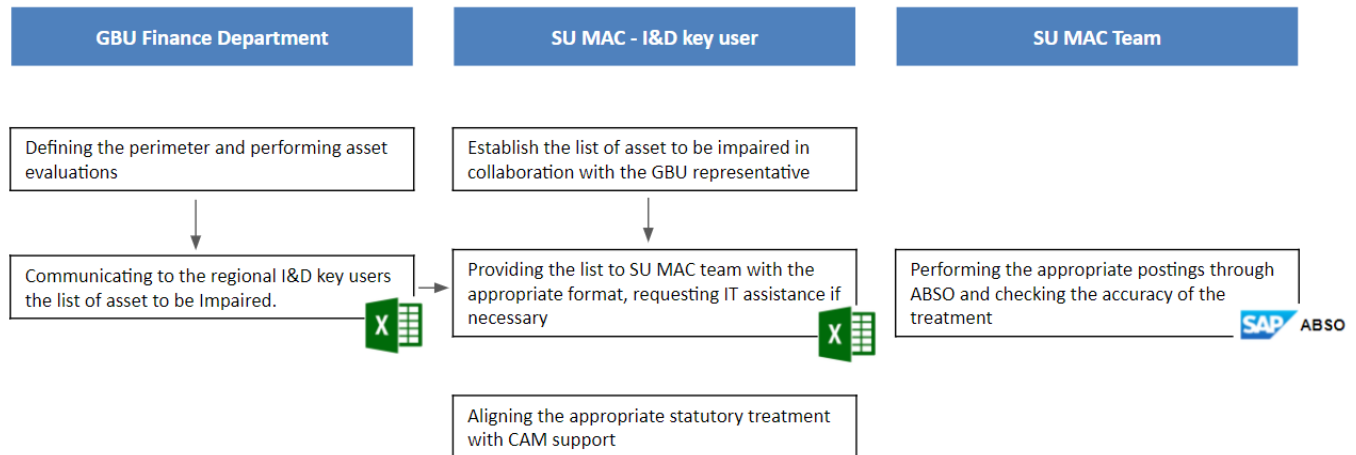 GBU Finance Department
SU MAC - I&D key user
SU MAC Team
Defining the perimeter and performing asset
evaluations
Establish the list of asset to be impaired in
collaboration with the GBU representative
Communicating to the regional I&D key users
the list of asset to be Impaired.
X
Providing the list to SU MAC team with the
appropriate format, requesting IT assistance if
necessary
X
Performing the appropriate postings through
ABSO and checking the accuracy of the
treatment
SAP ABSO
Aligning the appropriate statutory treatment
with CAM support